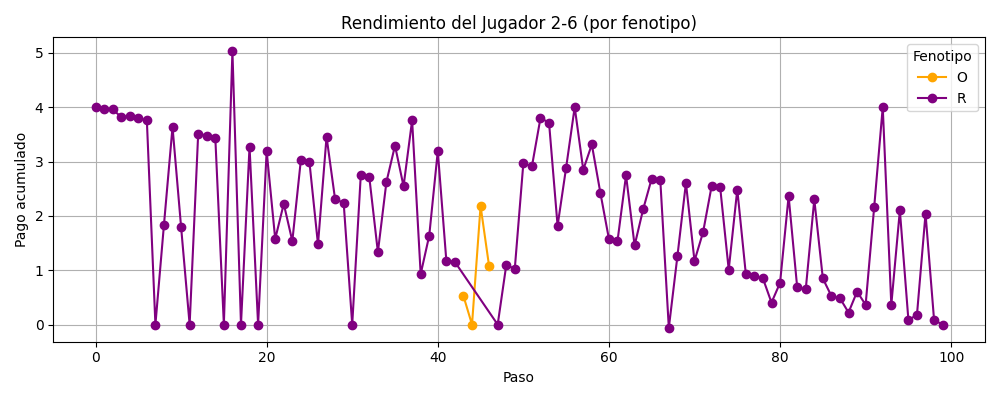 Rendimiento del Jugador 2-6 (por fenotipo)
Pago acumulado
5
4
3
2
1
0
0
20
40
60
80
100
Paso
Fenotipo
O
R